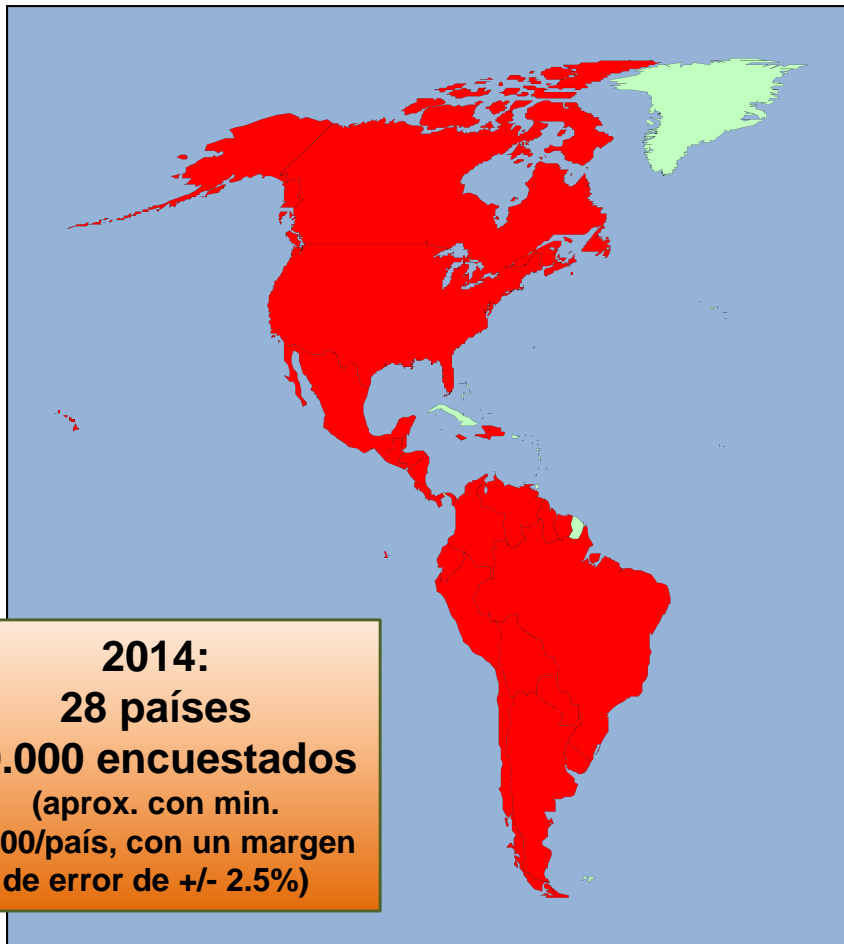 2014:
28 países
.000 encuestados
(aprox. con min.
00/país, con un margen
de error de +/- 2.5%)